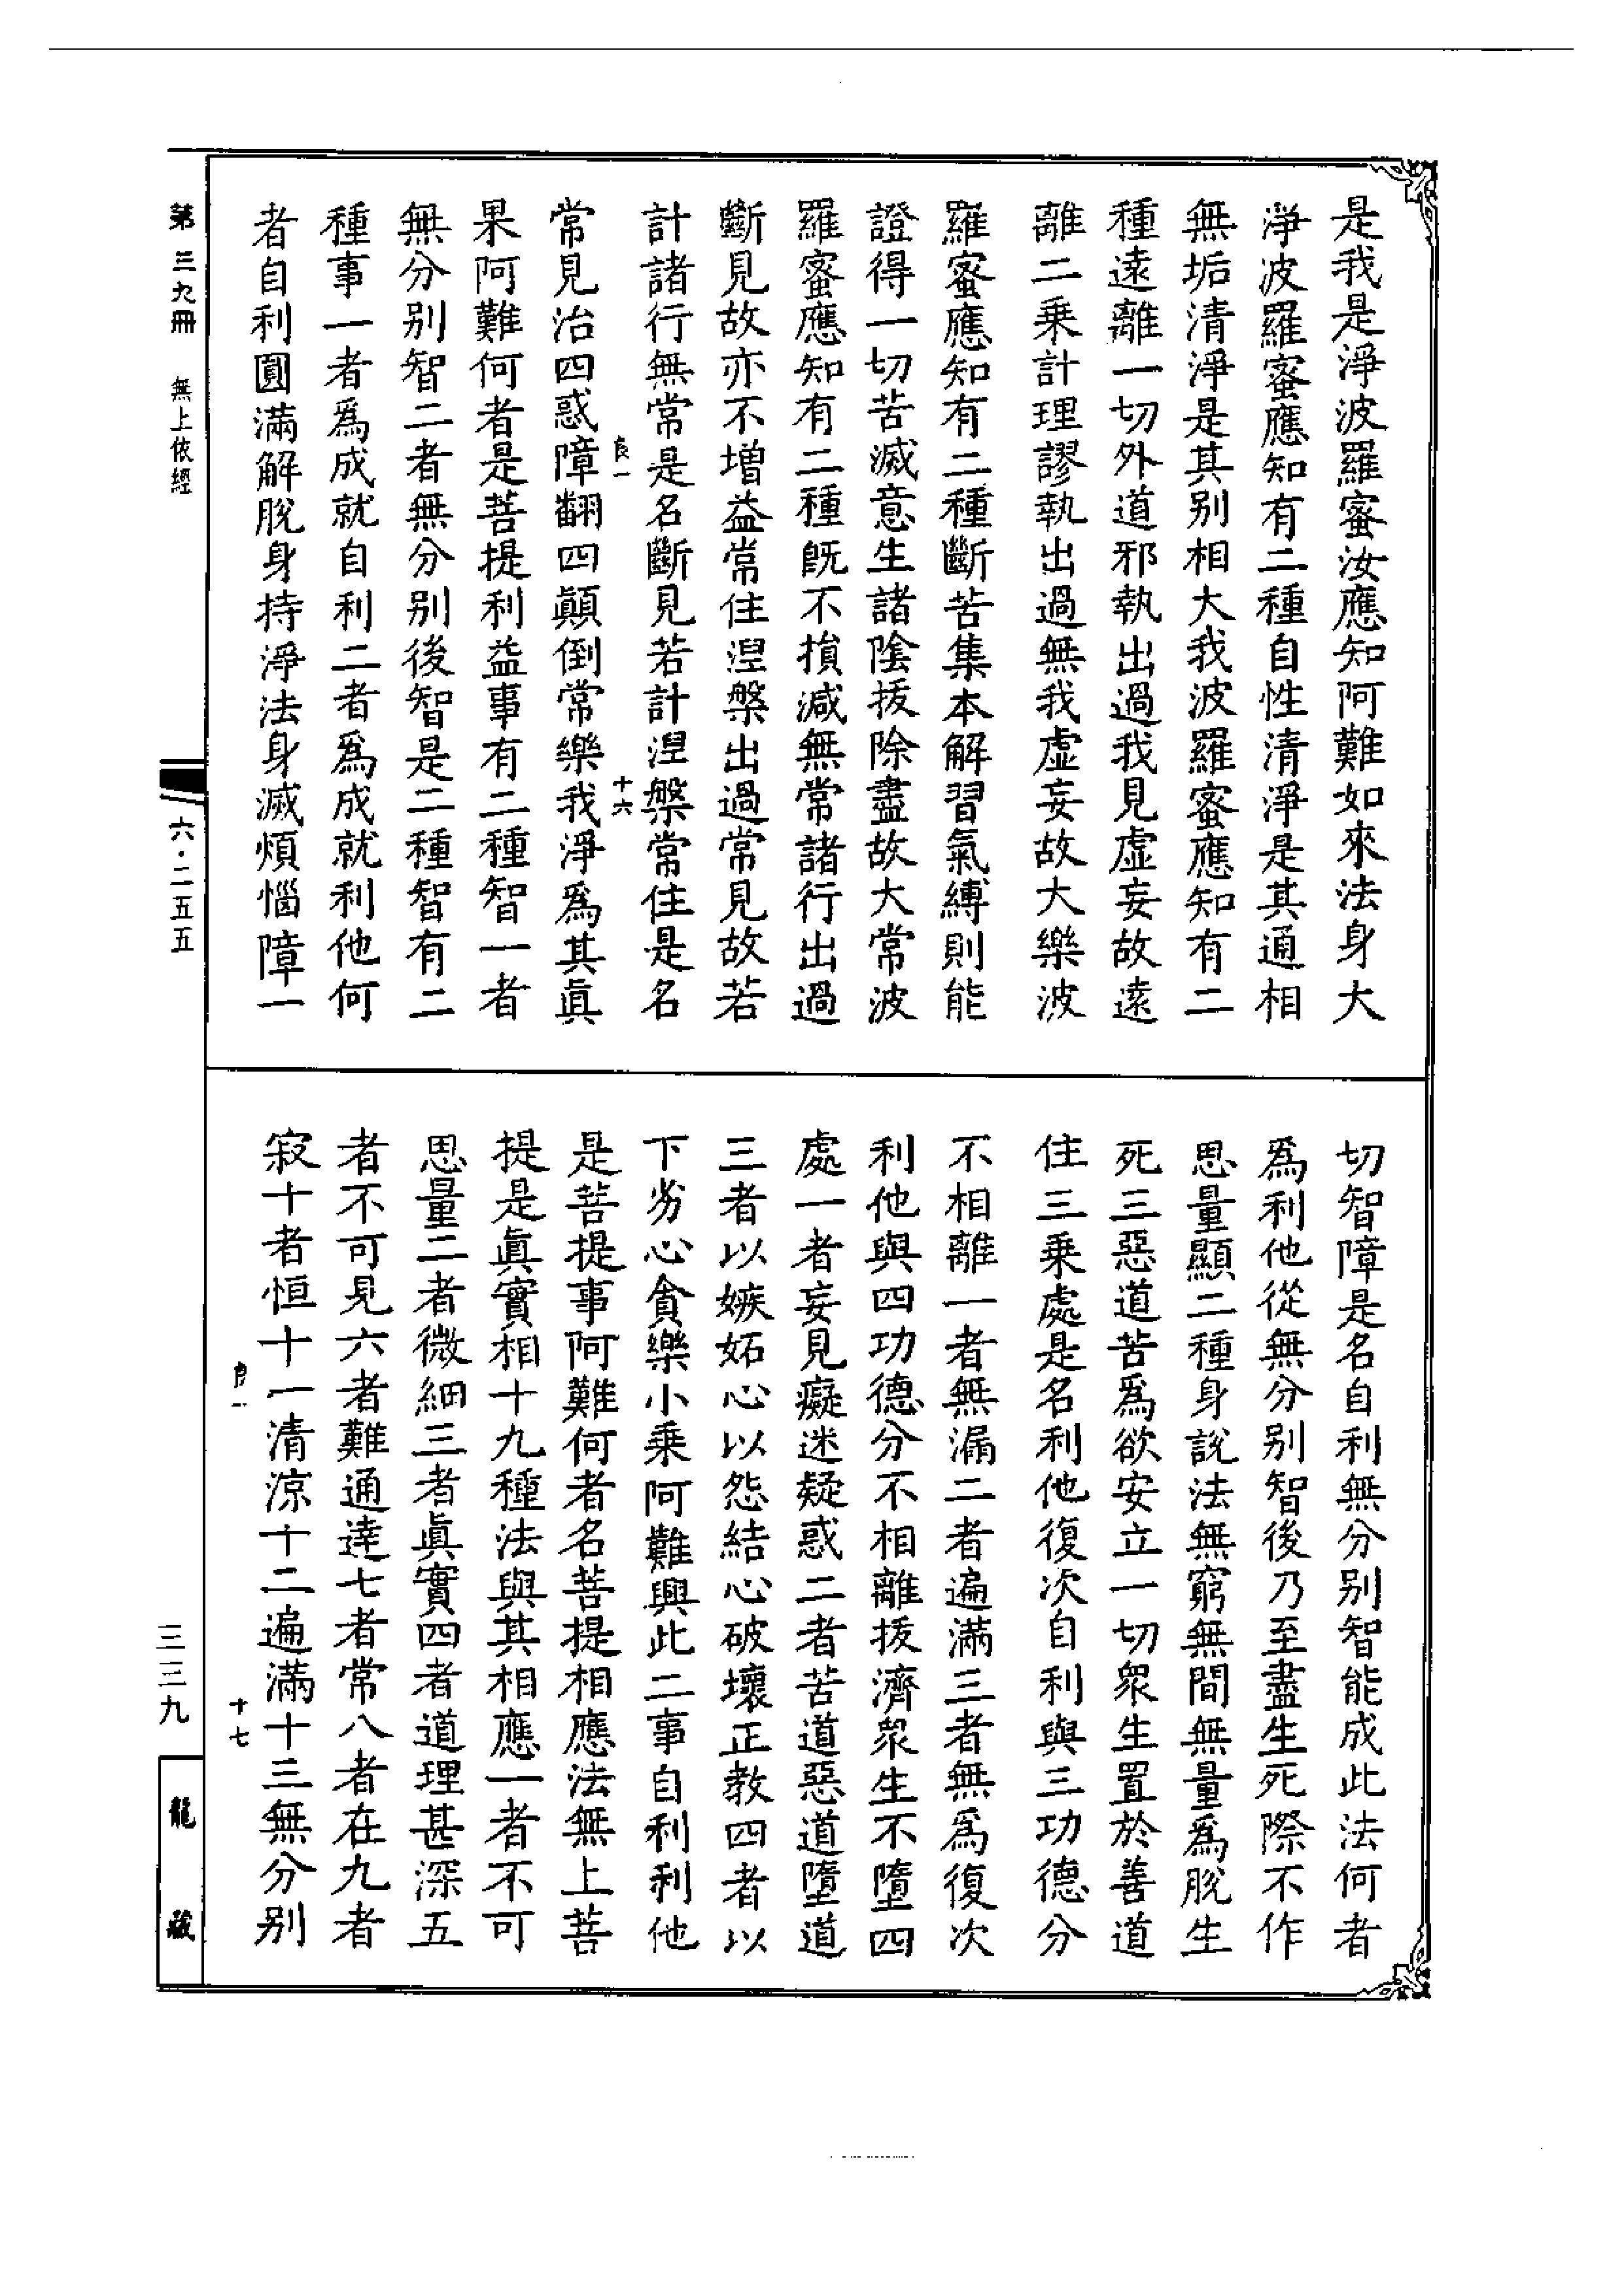 是我是淨波羅蜜汝應知阿難如來法身大
淨波羅蜜應知有二種自性清淨是其通相
無垢清淨是其別相大我波羅蜜應知有二
種遠離一切外道邪執出過我見虛妄故遠
離二乘計理謬執出過無我虛妄故大樂波
羅蜜應知有二種斷苦集本解習氣縛則能
證得一切苦滅意生諸陰拔除盡故大常波
羅蜜應知有二種旣不損減無常諸行出過
斷見故亦不增益常住涅槃出過常見故若
計諸行無常是名斷見若計涅槃常住是名
良一
十六
常見治四惑障翻四顚倒常樂我淨爲其眞
果阿難何者是菩提利益事有二種智一者
無分別智二者無分別後智是二種智有二
種事一者爲成就自利二者爲成就利他何
者自利圓滿解脫身持淨法身滅煩惱障一
切智障是名自利無分別智能成此法何者
爲利他從無分別智後乃至盡生死際不作
思量顯二種身說法無窮無間無量爲脫生
死三惡道苦爲欲安立一切眾生置於善道
住三乘處是名利他復次自利與三功德分
不相離一者無漏二者遍滿三者無爲復次
利他與四功德分不相離拔濟眾生不墮四
處一者妄見癡迷疑惑二者苦道惡道墮道
三者以嫉妬心以怨結心破壞正教四者以
下劣心貪樂小乘阿難與此二事自利利他
是菩提事阿難何者名菩提相應法無上菩
提是眞實相十九種法與其相應一者不可
思量二者微細三者眞實四者道理甚深五
者不可見六者難通達七者常八者在九者
寂十者恒十一清涼十二遍滿十三無分別
良一
十七
第三九冊 無上依經
六·二五五
三三九
龍藏